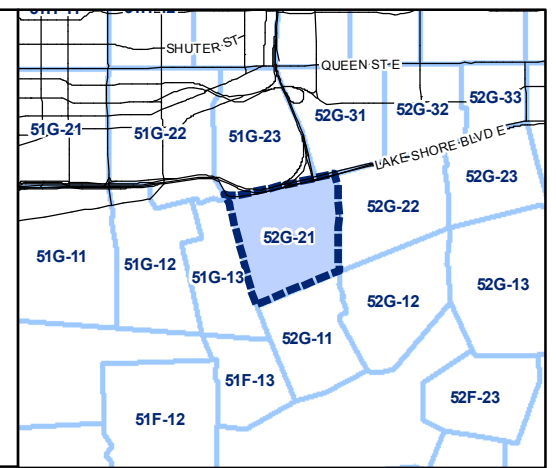 SHUTER ST
QUEEN ST E
52G-33
52G-32
52G-31
51G-21
51G-22
51G-23
LAKE SHORE BLVD E
52G-23
52G-22
52G-21
51G-11
51G-12
51G-13
52G-13
52G-12
52G-11
51F-13
52F-23
51F-12